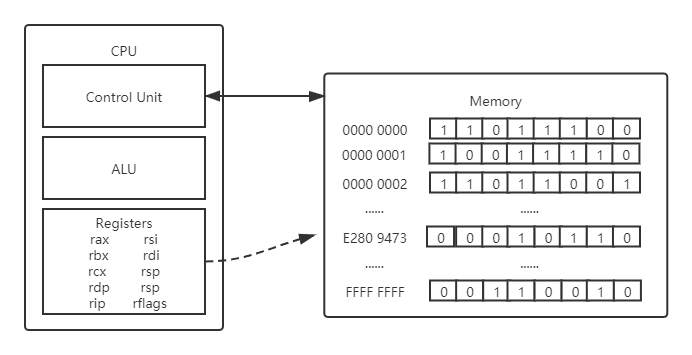 CPU
Control Unit
ALU
Registers
rax rsi
rbx rdi
rcx rsp
rdp rsp
rip rflags
Memory
0000 0000 1 1 0 1 1 1 0 0
0000 0001 1 0 0 1 1 1 1 0
0000 0002 1 1 0 1 1 0 0 1
...... ......
E280 9473 0 0 0 1 0 1 1 0
...... ......
FFFF FFFF 0 0 1 1 0 0 1 0